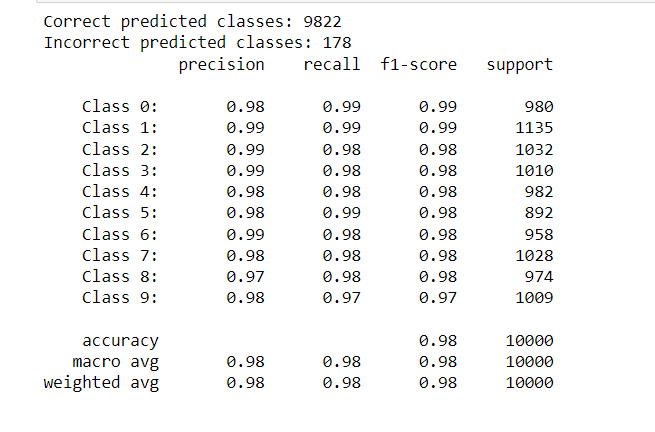 Correct predicted classes: 9822
Incorrect predicted classes: 178
precision recall f1-score support
Class 0: 0.98 0.99 0.99 980
Class 1: 0.99 0.99 0.99 1135
Class 2: 0.99 0.98 0.98 1032
Class 3: 0.99 0.98 0.98 1010
Class 4: 0.98 0.98 0.98 982
Class 5: 0.98 0.99 0.98 892
Class 6: 0.99 0.98 0.98 958
Class 7: 0.98 0.98 0.98 1028
Class 8: 0.97 0.98 0.98 974
Class 9: 0.98 0.97 0.97 1009
accuracy 0.98 10000
macro avg 0.98 0.98 0.98 10000
weighted avg 0.98 0.98 0.98 10000